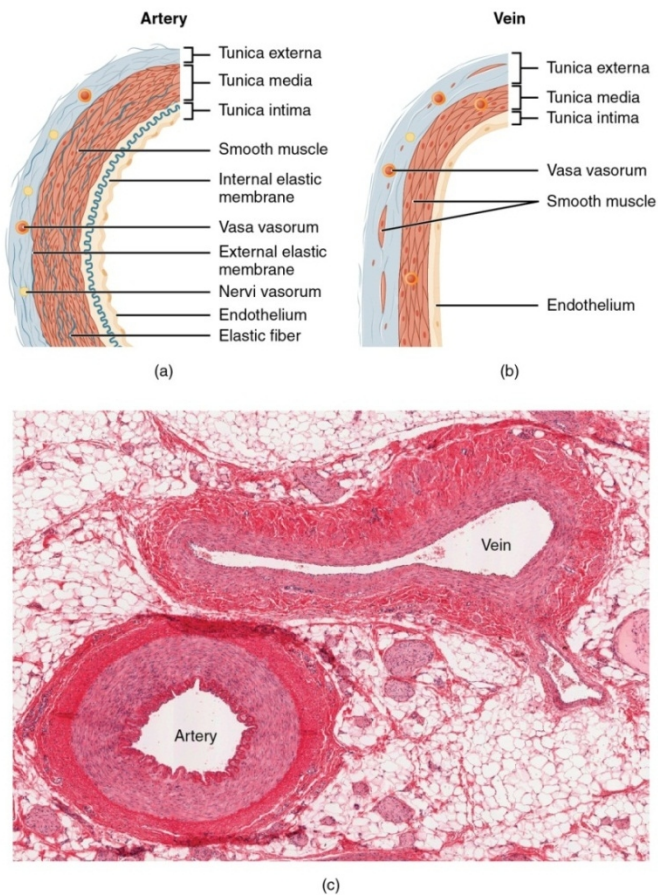 Artery
Tunica externa
Tunica media
Tunica intima
Smooth muscle
Internal elastic
membrane
Vasa vasorum
External elastic
membrane
Nervi vasorum
Endothelium
Elastic fiber
(a)
Vein
Tunica externa
Tunica media
Tunica intima
Vasa vasorum
Smooth muscle
Endothelium
(b)
Vein
Artery
(c)